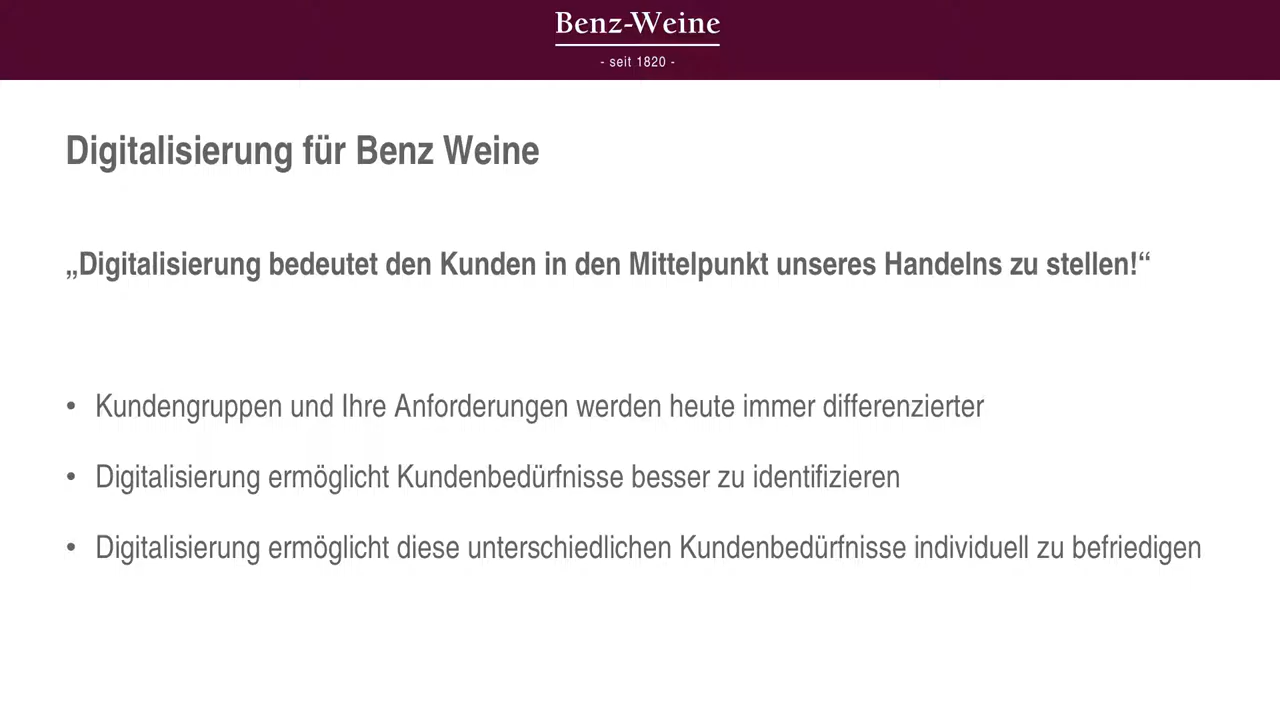 Benz-Weine
- seit 1820 -
Digitalisierung für Benz Weine
„Digitalisierung bedeutet den Kunden in den Mittelpunkt unseres Handelns zu stellen!“
• Kundengruppen und Ihre Anforderungen werden heute immer differenzierter
• Digitalisierung ermöglicht Kundenbedürfnisse besser zu identifizieren
• Digitalisierung ermöglicht diese unterschiedlichen Kundenbedürfnisse individuell zu befriedigen